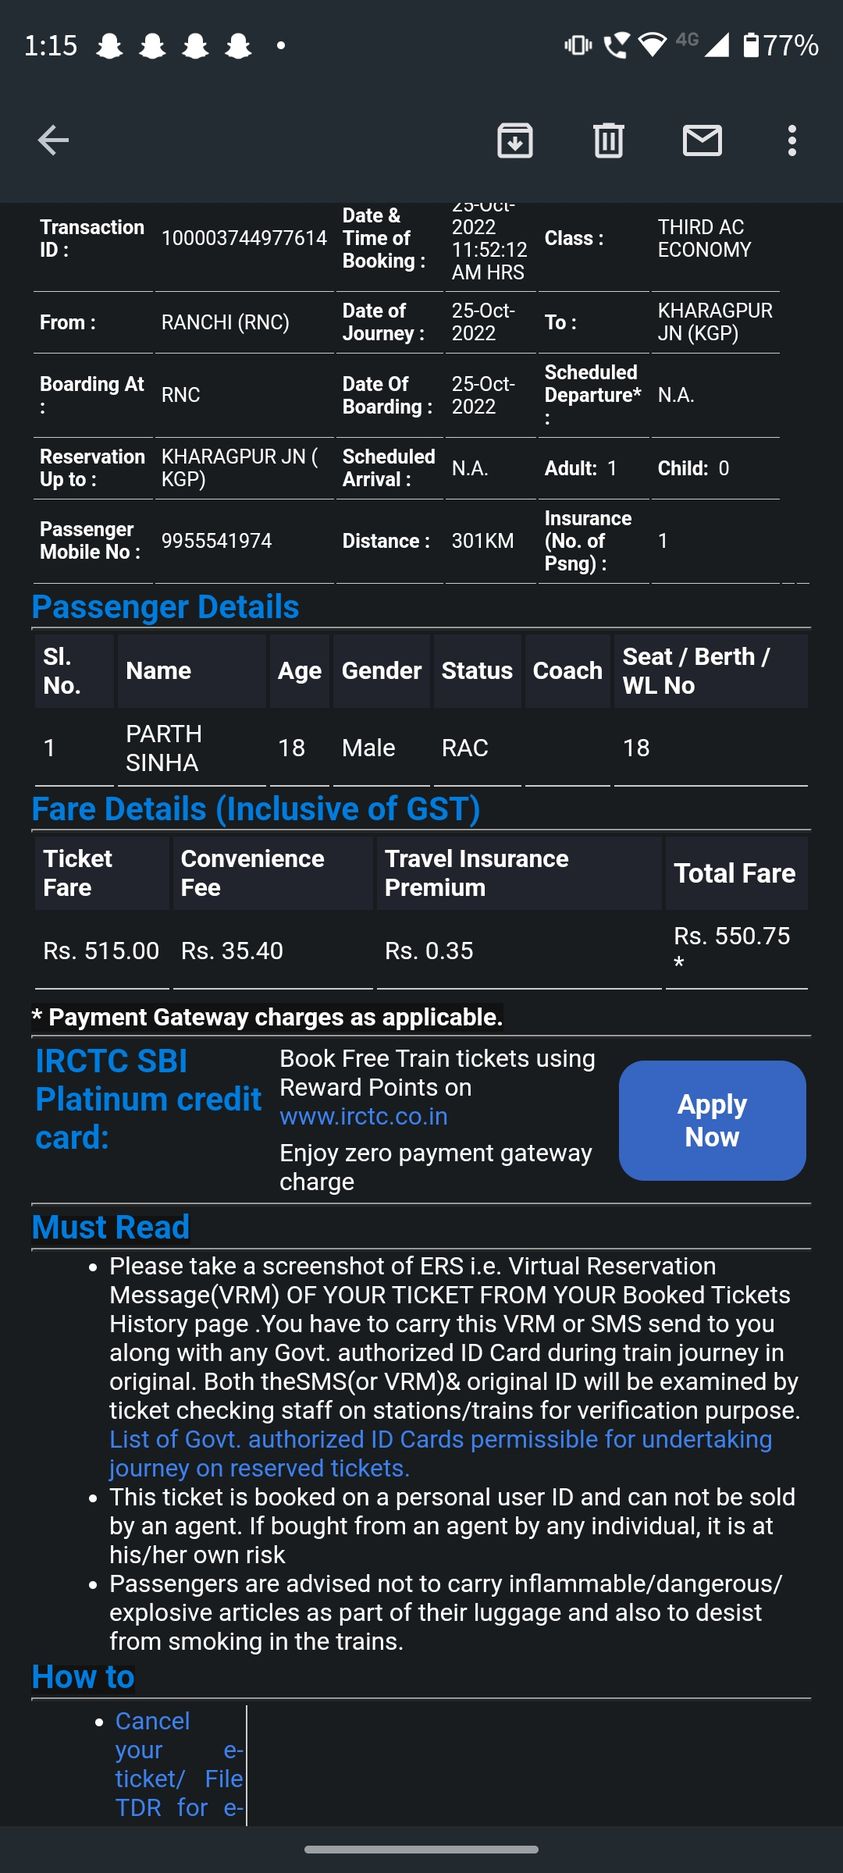 1:15
4G
77%
Transaction ID :
100003744977614
Date & Time of Booking :
25-Oct-2022 11:52:12 AM HRS
Class :
THIRD AC ECONOMY
From :
RANCHI (RNC)
Date of Journey :
25-Oct-2022
To :
KHARAGPUR JN (KGP)
Boarding At :
RNC
Date Of Boarding :
25-Oct-2022
Scheduled Departure* :
N.A.
Reservation Up to :
KHARAGPUR JN ( KGP)
Scheduled Arrival :
N.A.
Adult: 1
Child: 0
Passenger Mobile No :
9955541974
Distance :
301KM
Insurance (No. of Psng) :
1
Passenger Details
Sl. No.
Name
Age
Gender
Status
Coach
Seat / Berth / WL No
1
PARTH SINHA
18
Male
RAC
18
Fare Details (Inclusive of GST)
Ticket Fare
Convenience Fee
Travel Insurance Premium
Total Fare
Rs. 515.00
Rs. 35.40
Rs. 0.35
Rs. 550.75 *
* Payment Gateway charges as applicable.
IRCTC SBI
Platinum credit
card:
Book Free Train tickets using
Reward Points on
www.irctc.co.in
Enjoy zero payment gateway
charge
Apply
Now
Must Read
• Please take a screenshot of ERS i.e. Virtual Reservation
Message(VRM) OF YOUR TICKET FROM YOUR Booked Tickets
History page .You have to carry this VRM or SMS send to you
along with any Govt. authorized ID Card during train journey in
original. Both theSMS(or VRM)& original ID will be examined by
ticket checking staff on stations/trains for verification purpose.
List of Govt. authorized ID Cards permissible for undertaking
journey on reserved tickets.
• This ticket is booked on a personal user ID and can not be sold
by an agent. If bought from an agent by any individual, it is at
his/her own risk
• Passengers are advised not to carry inflammable/dangerous/
explosive articles as part of their luggage and also to desist
from smoking in the trains.
How to
• Cancel
your e-
ticket/ File
TDR for e-